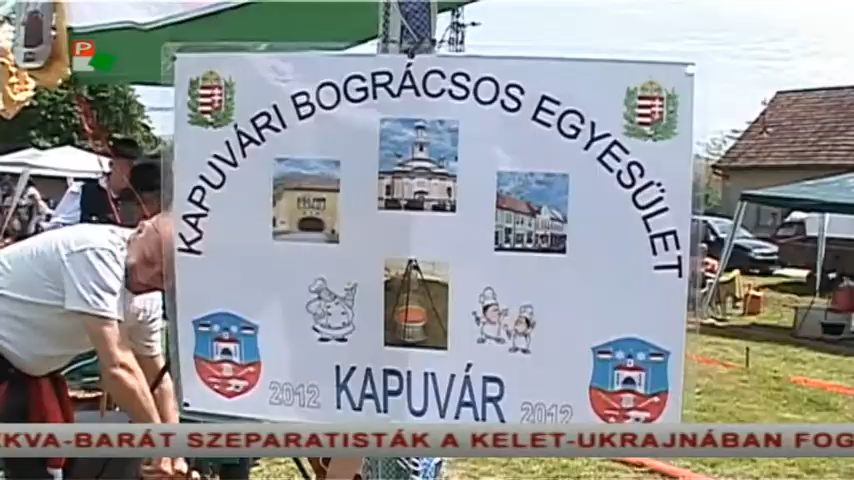 P
KAPUVÁRI BOGRÁCSOS EGYESÜLET
2012 KAPUVÁR 2012
KVA-BARÁT SZEPARATISTÁK A KELET-UKRAJNÁBAN FOG